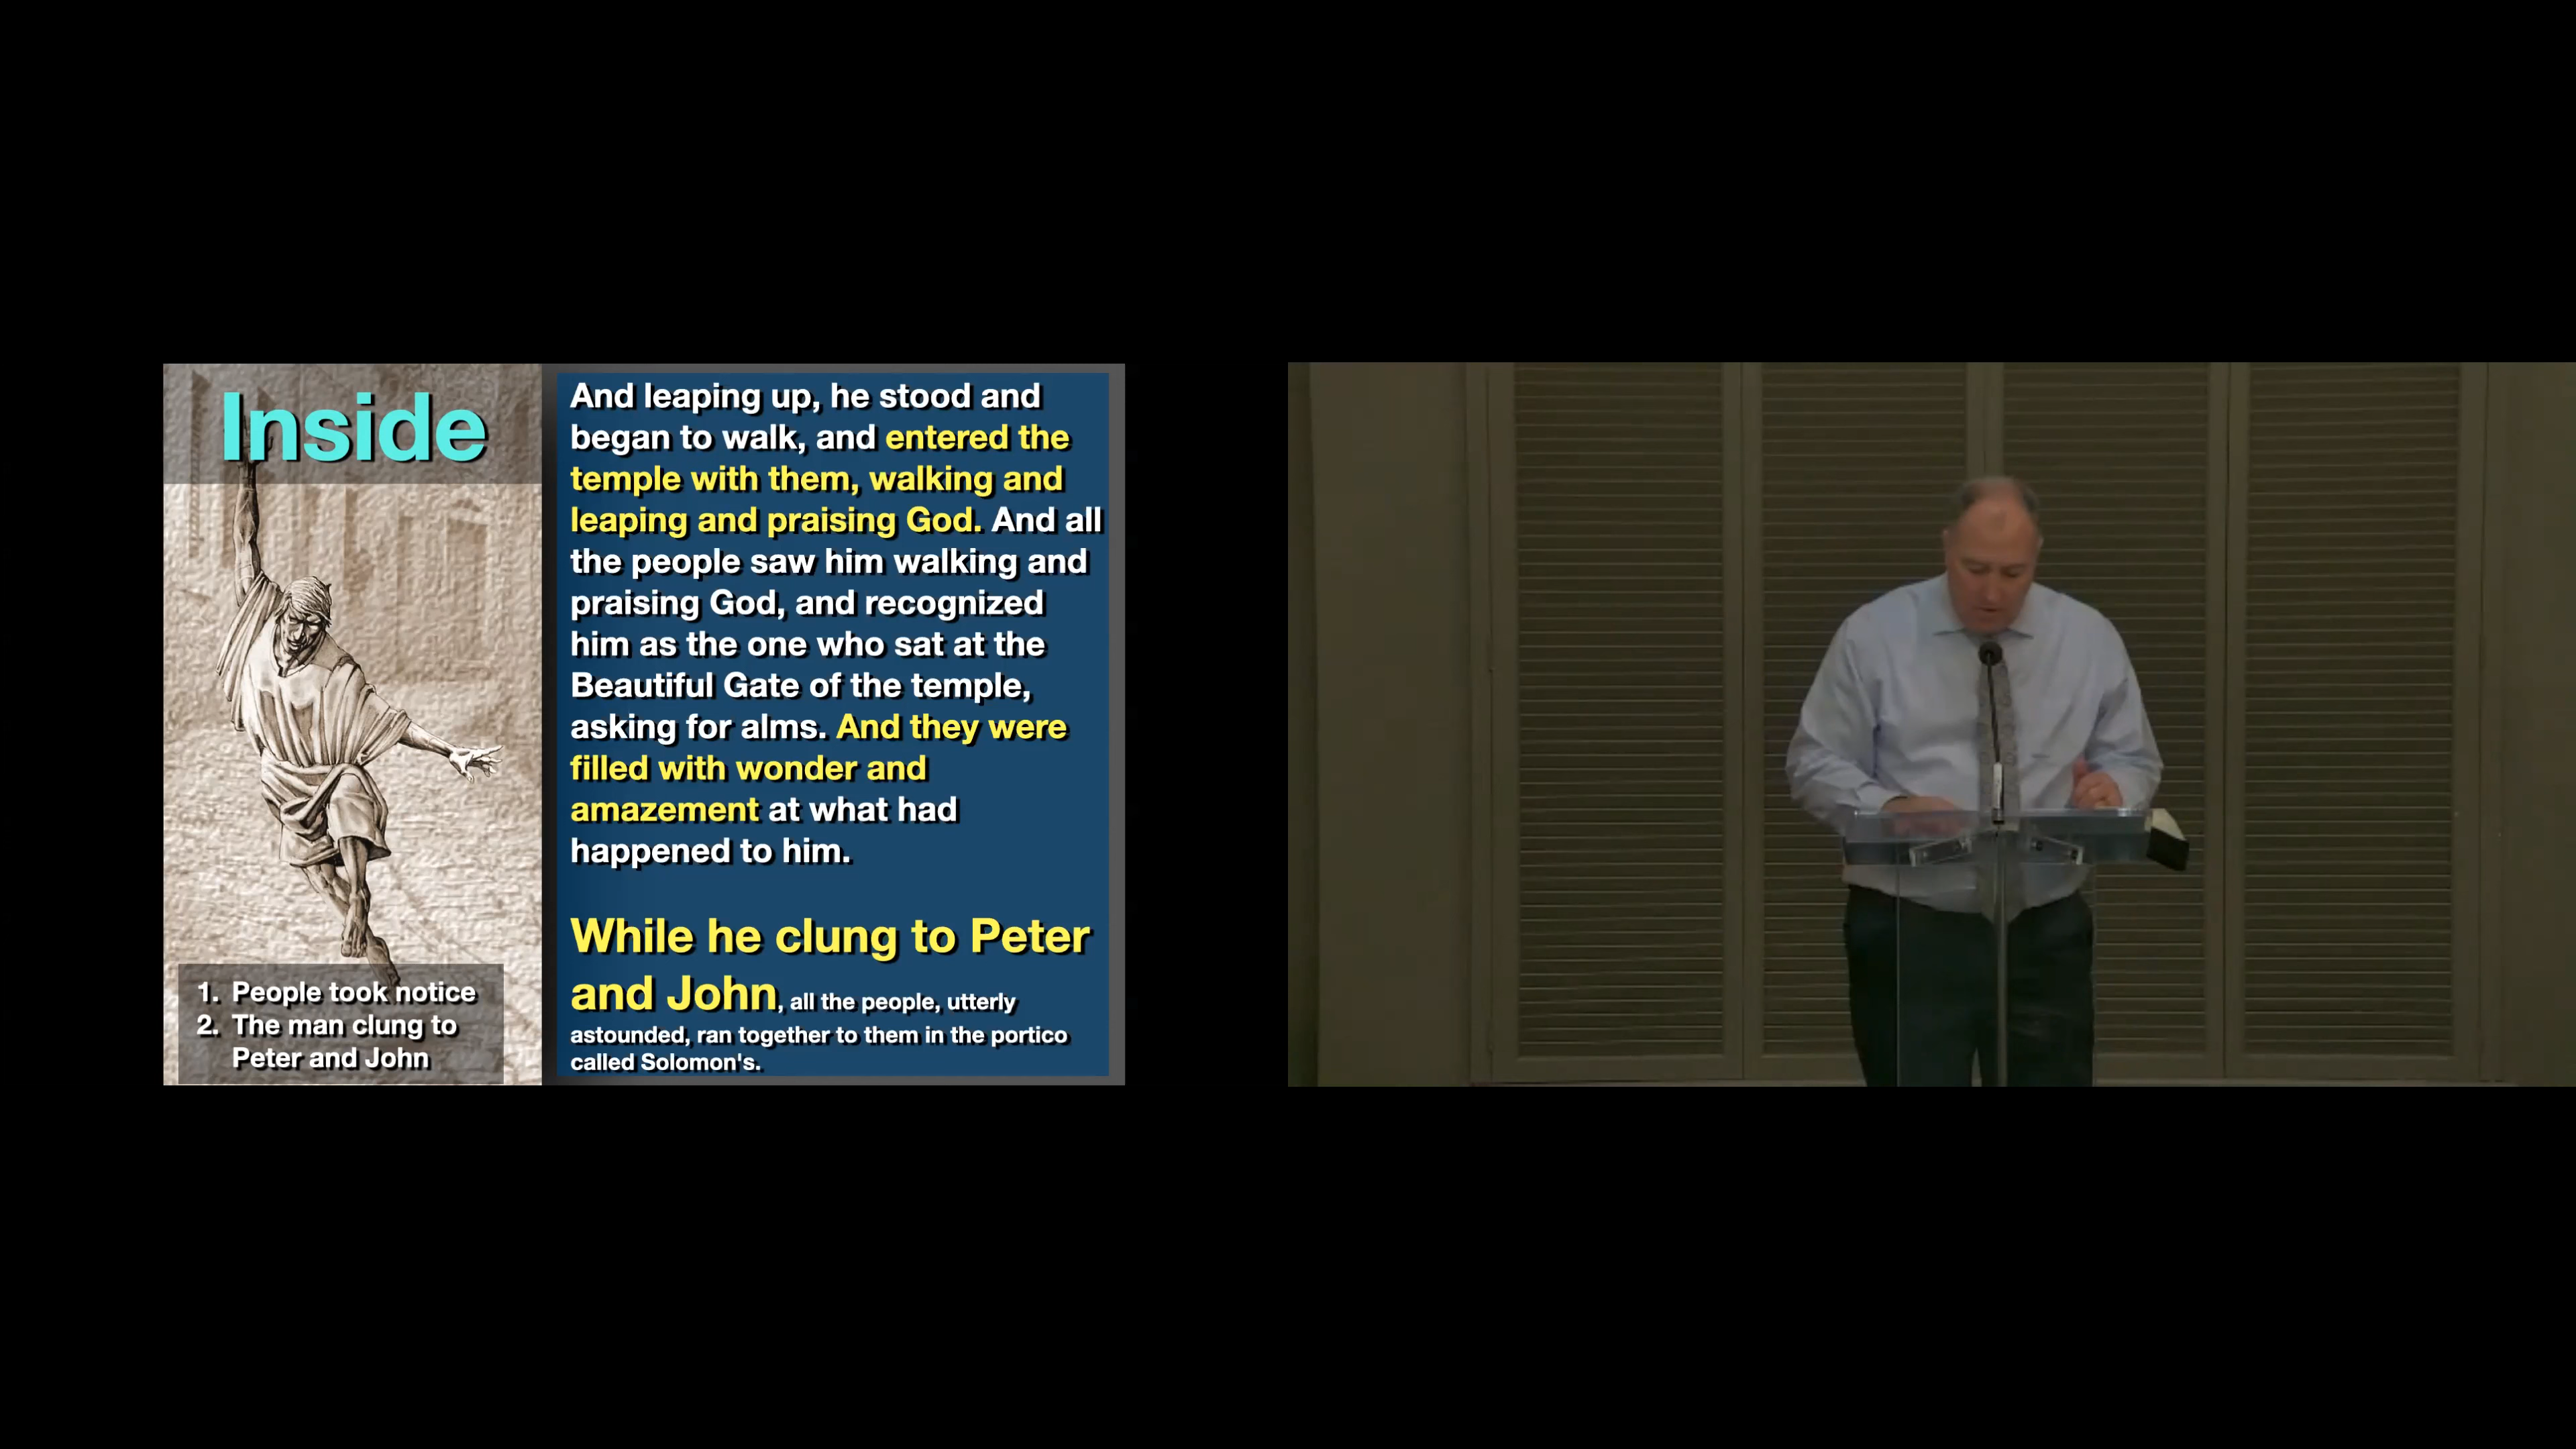 Inside
1. People took notice
2. The man clung to
Peter and John
And leaping up, he stood and
began to walk, and entered the
temple with them, walking and
leaping and praising God. And all
the people saw him walking and
praising God, and recognized
him as the one who sat at the
Beautiful Gate of the temple,
asking for alms. And they were
filled with wonder and
amazement at what had
happened to him.
While he clung to Peter
and John, all the people, utterly
astounded, ran together to them in the portico
called Solomon's.